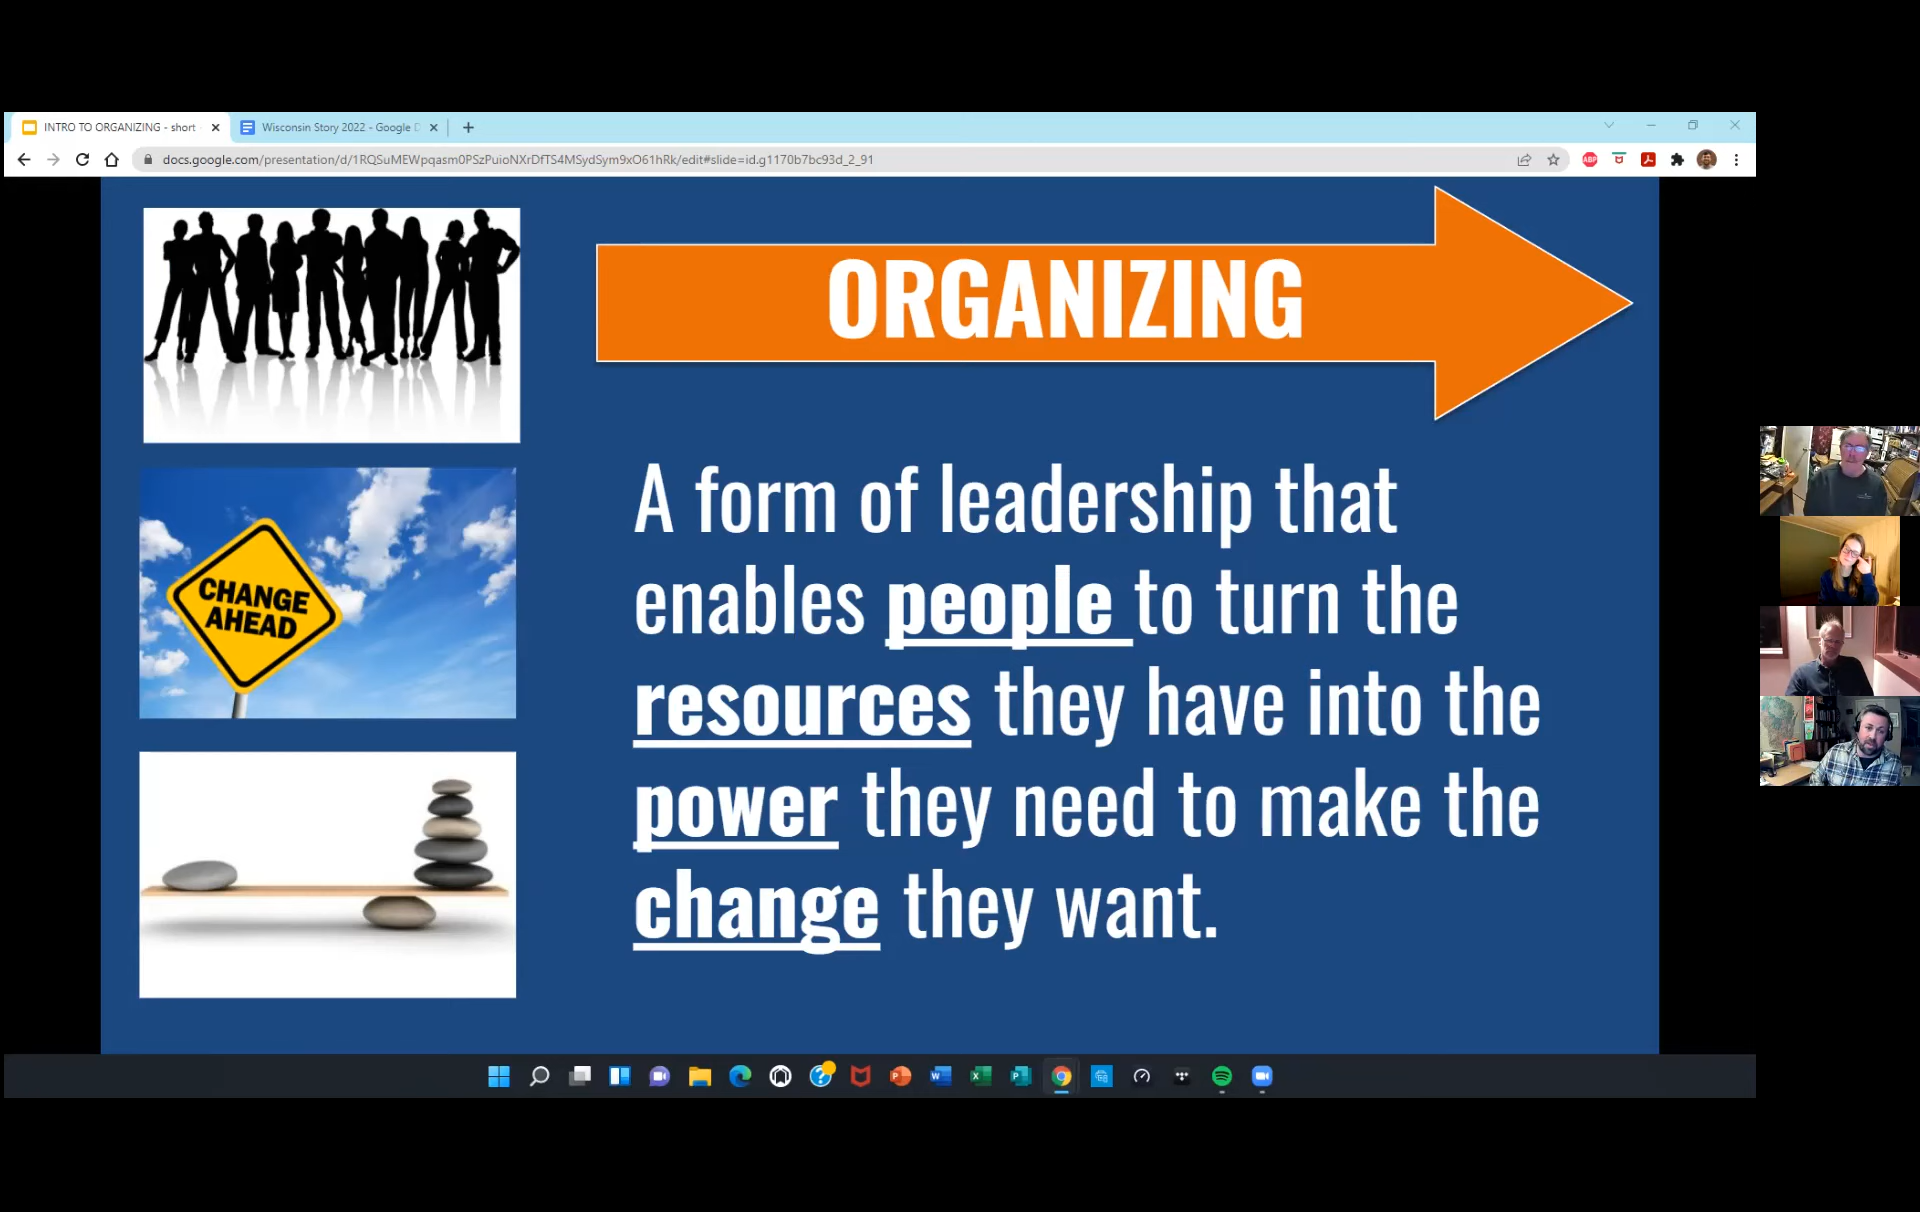 INTRO TO ORGANIZING - short
Wisconsin Story 2022 - Google D
docs.google.com/presentation/d/1RQSuMEWpqasm0PSzPuioNXrDfTS4MSydSym9xO61hRk/edit#slide=id.g1170b7bc93d_2_91
ABP
ORGANIZING
CHANGE
AHEAD
A form of leadership that
enables people to turn the
resources they have into the
power they need to make the
change they want.